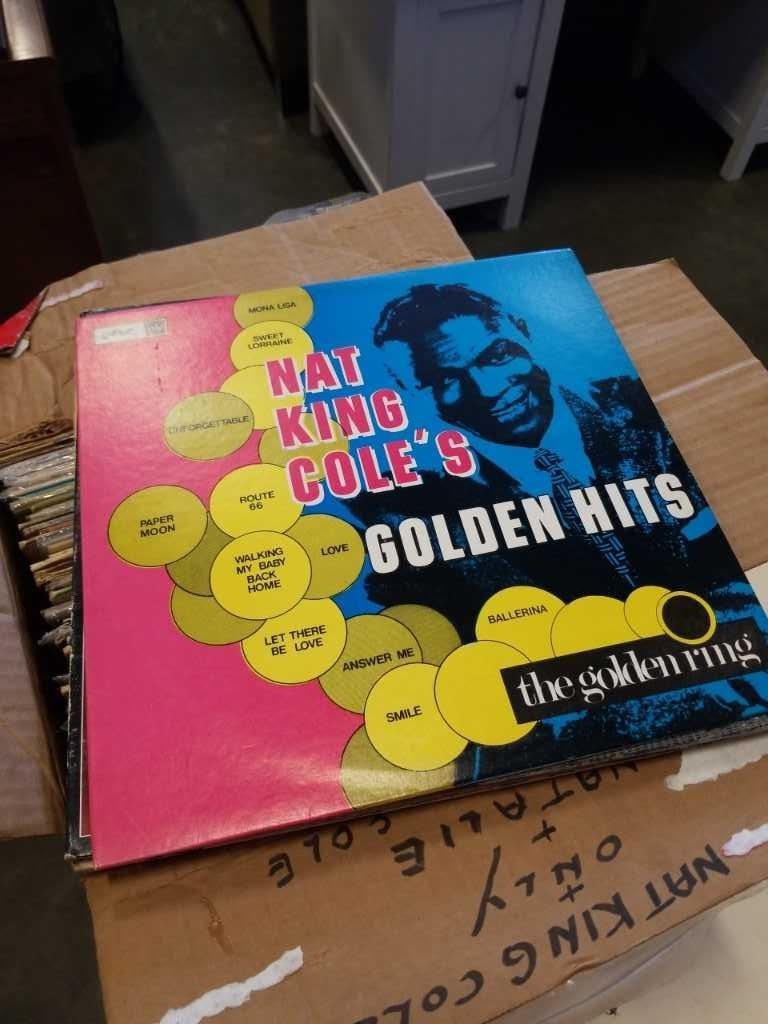 MONA LISA
SWEET
LORRAINE
UNFORGETTABLE
NAT
KING
COLE'S
GOLDEN HITS
PAPER
MOON
ROUTE
66
LOVE
WALKING
MY BABY
BACK
HOME
LET THERE
BE LOVE
ANSWER ME
SMILE
BALLERINA
the golden ring
NAT KING COLE
+
ONLY
+
NATALIE
COLE